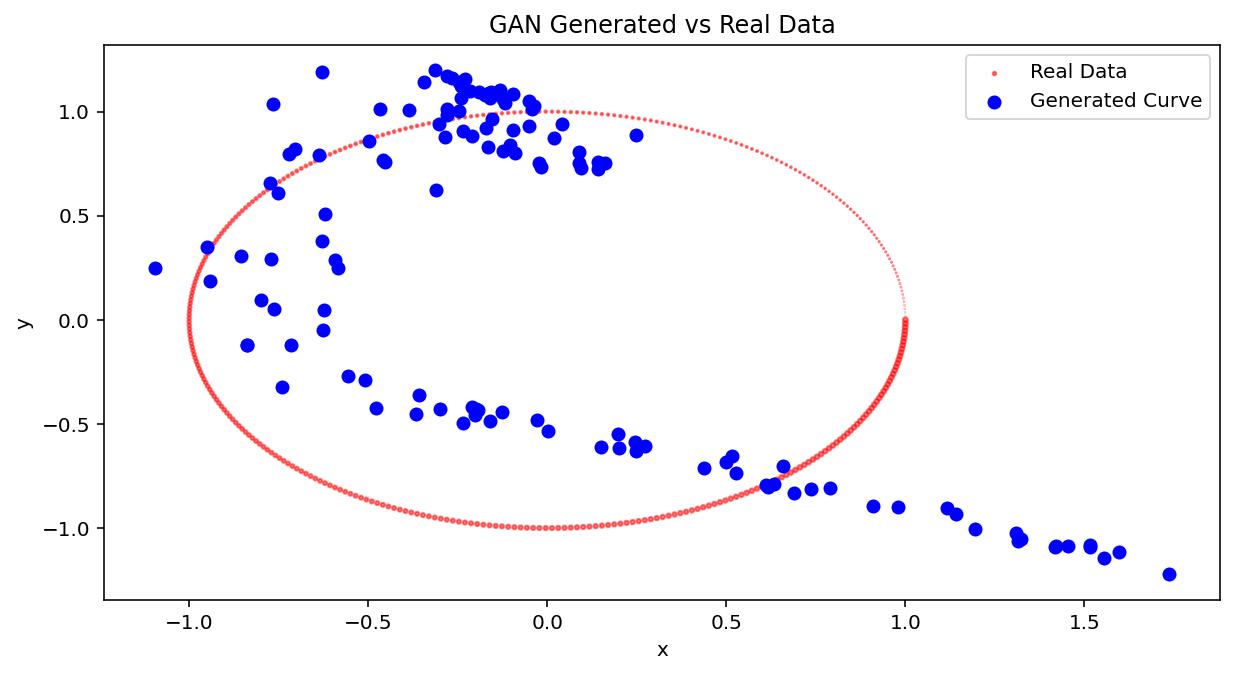 GAN Generated vs Real Data
Real Data
Generated Curve
1.0
0.5
0.0
−0.5
−1.0
y
−1.0 −0.5 0.0 0.5 1.0 1.5
x